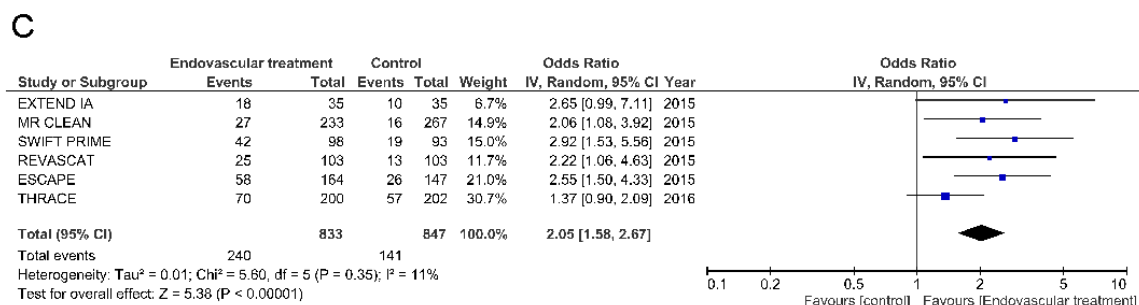 C
Endovascular treatment Control Odds Ratio Odds Ratio
Study or Subgroup Events Total Events Total Weight IV, Random, 95% CI Year IV, Random, 95% CI
EXTEND IA 18 35 10 35 6.7% 2.65 [0.99, 7.11] 2015
MR CLEAN 27 233 16 267 14.9% 2.06 [1.08, 3.92] 2015
SWIFT PRIME 42 98 19 93 15.0% 2.92 [1.53, 5.56] 2015
REVASCAT 25 103 13 103 11.7% 2.22 [1.06, 4.63] 2015
ESCAPE 58 164 26 147 21.0% 2.55 [1.50, 4.33] 2015
THRACE 70 200 57 202 30.7% 1.37 [0.90, 2.09] 2016
Total (95% CI) 833 847 100.0% 2.05 [1.58, 2.67]
Total events 240 141
Heterogeneity: Tau² = 0.01; Chi² = 5.60, df = 5 (P = 0.35); I² = 11%
Test for overall effect: Z = 5.38 (P < 0.00001)
0.1 0.2 0.5 1 2 5 10
Favours [control] Favours [Endovascular treatment]